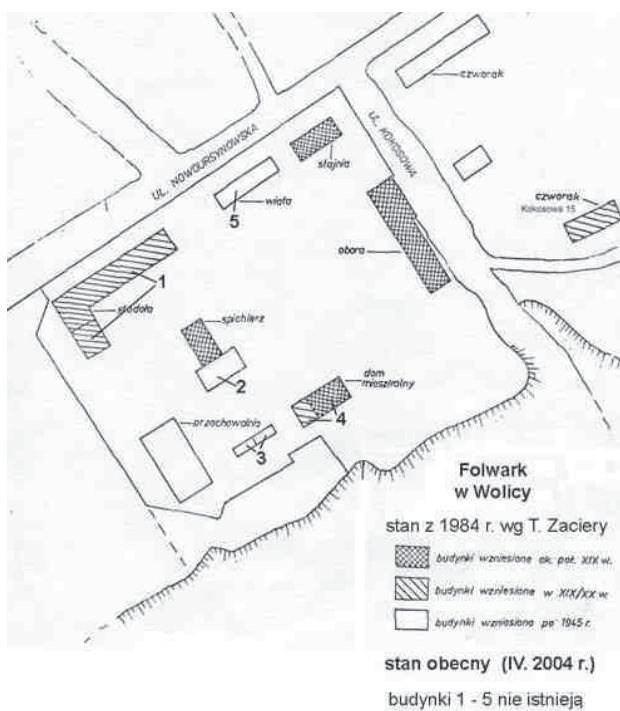 czworak
UL. NOWOURSYNOWSKA
UL. KOKOSOWA
stajnia
wiata
5
czworak
Kokosowa 15
obora
1
stodoła
spichlerz
2
dom
mieszkalny
4
przechowalnia
3
Folwark
w Wolicy
stan z 1984 r. wg T. Zaciery
budynki wzniesione ok. poł. XIX w.
budynki wzniesione w XIX/XX w.
budynki wzniesione po 1945 r.
stan obecny (IV. 2004 r.)
budynki 1 - 5 nie istnieją